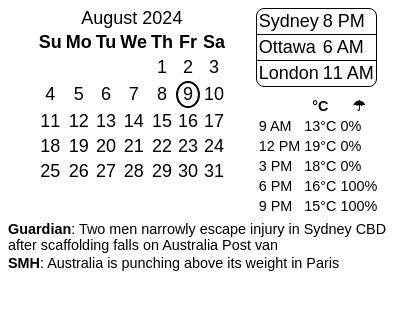 August 2024
Su Mo Tu We Th Fr Sa
1 2 3
4 5 6 7 8 9 10
11 12 13 14 15 16 17
18 19 20 21 22 23 24
25 26 27 28 29 30 31
Sydney 8 PM
Ottawa 6 AM
London 11 AM
°C ☂
9 AM 13°C 0%
12 PM 19°C 0%
3 PM 18°C 0%
6 PM 16°C 100%
9 PM 15°C 100%
Guardian: Two men narrowly escape injury in Sydney CBD
after scaffolding falls on Australia Post van
SMH: Australia is punching above its weight in Paris